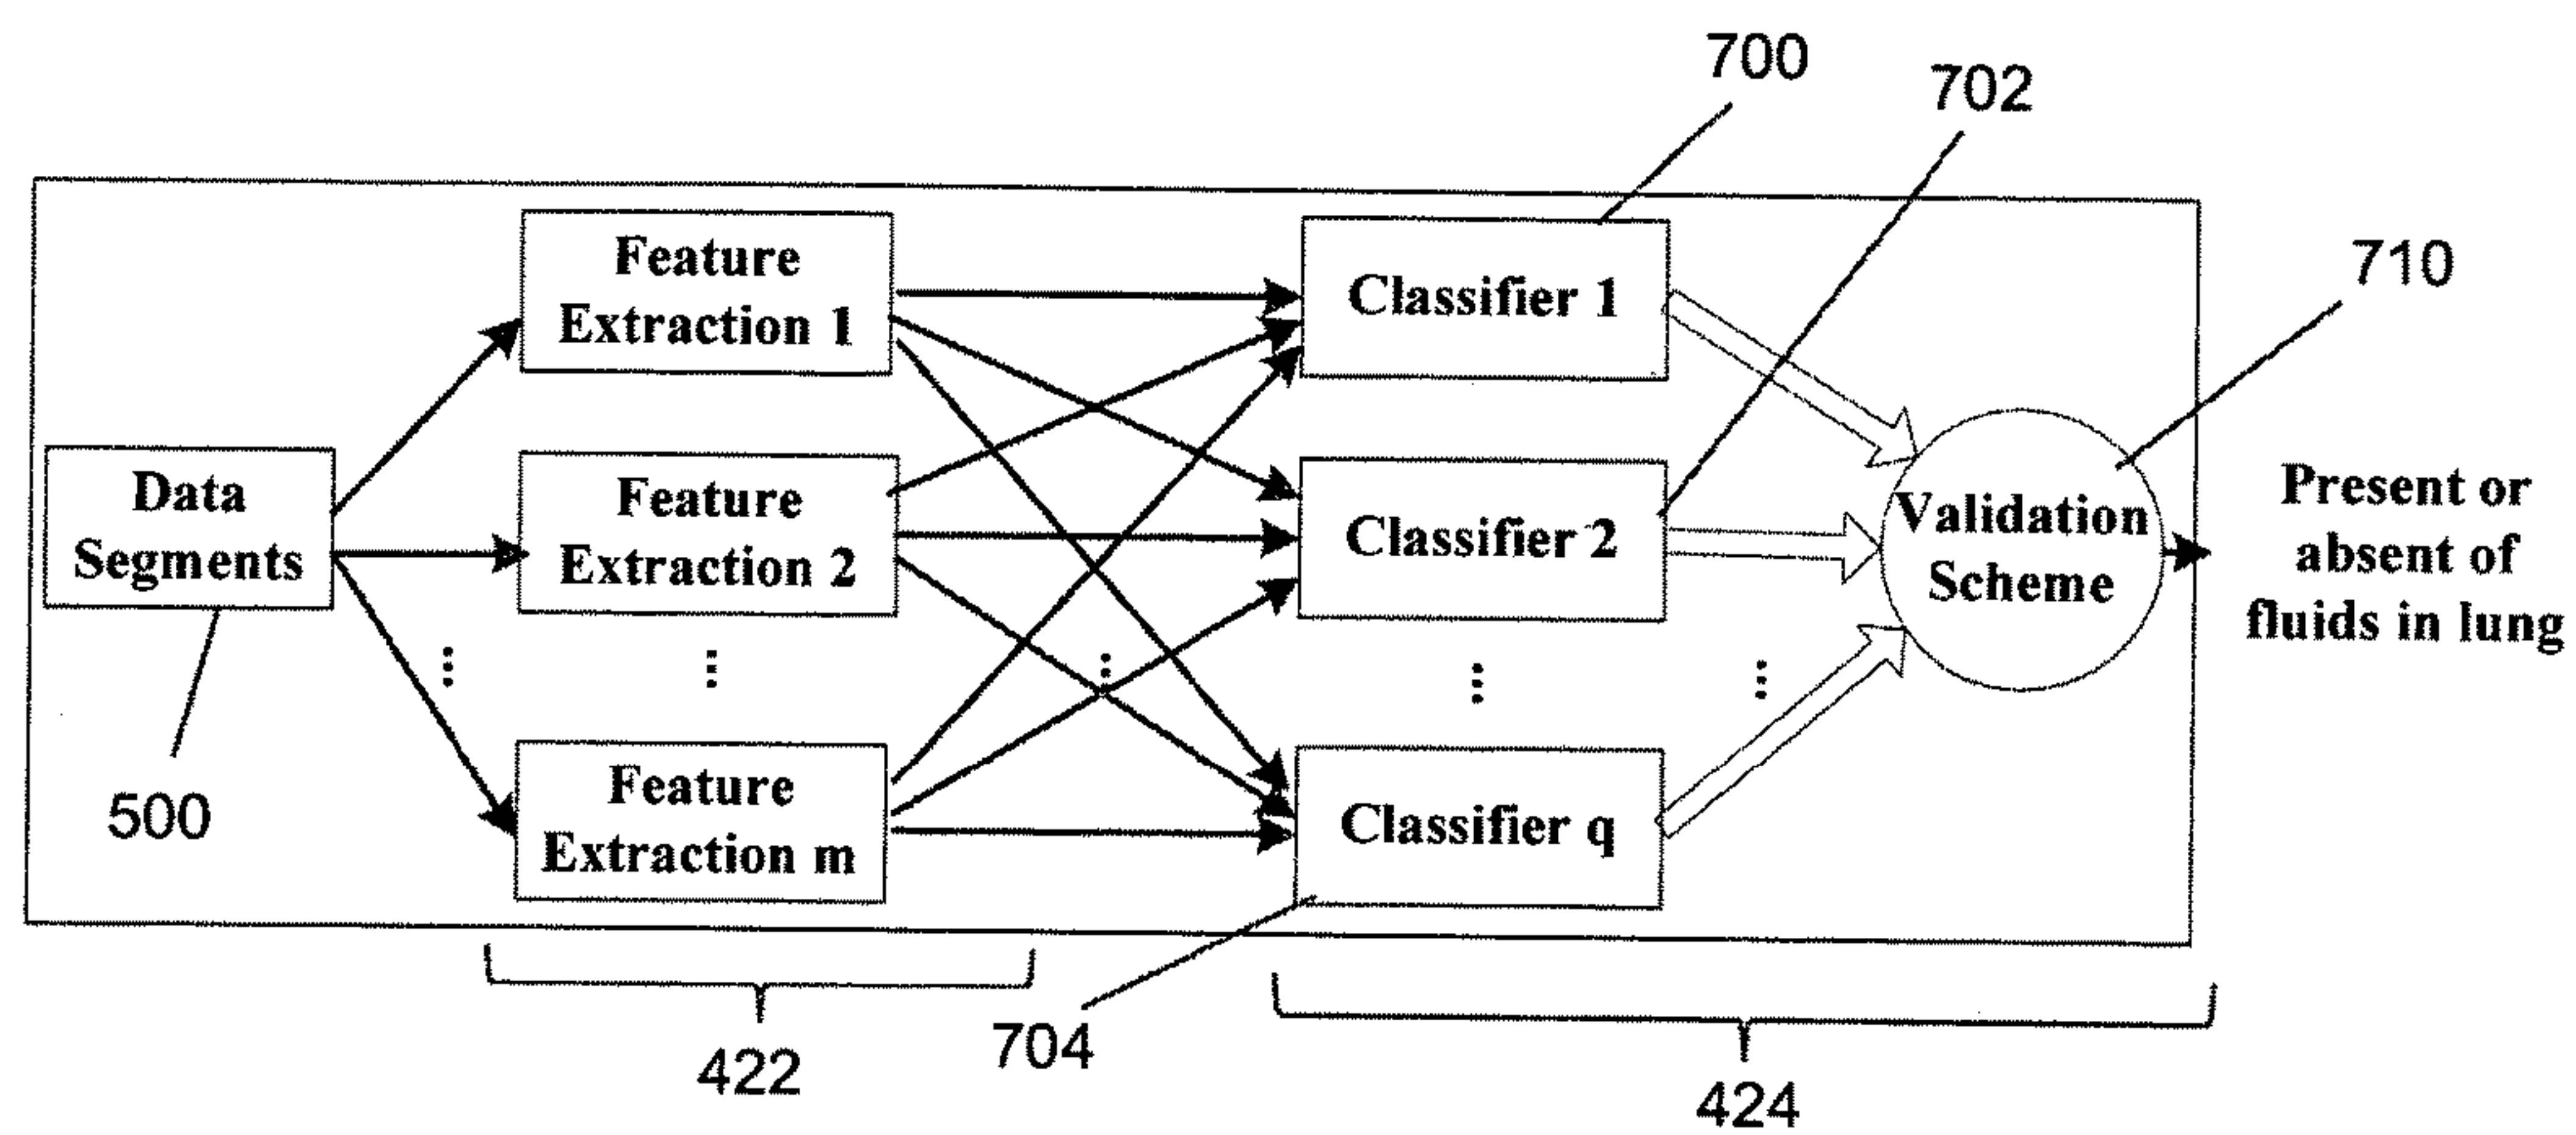 700
702
710
Feature
Extraction 1
Classifier 1
Data
Segments
Feature
Extraction 2
Classifier 2
Validation
Scheme
Present or
absent of
fluids in lung
...
...
...
...
...
500
Feature
Extraction m
Classifier q
422
704
424